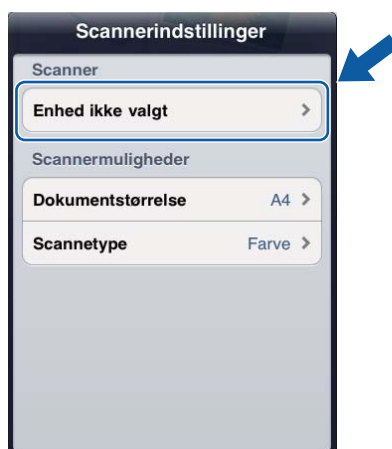 Scannerindstillinger
Scanner
Enhed ikke valgt
Scannermuligheder
Dokumentstørrelse A4
Scannetype Farve